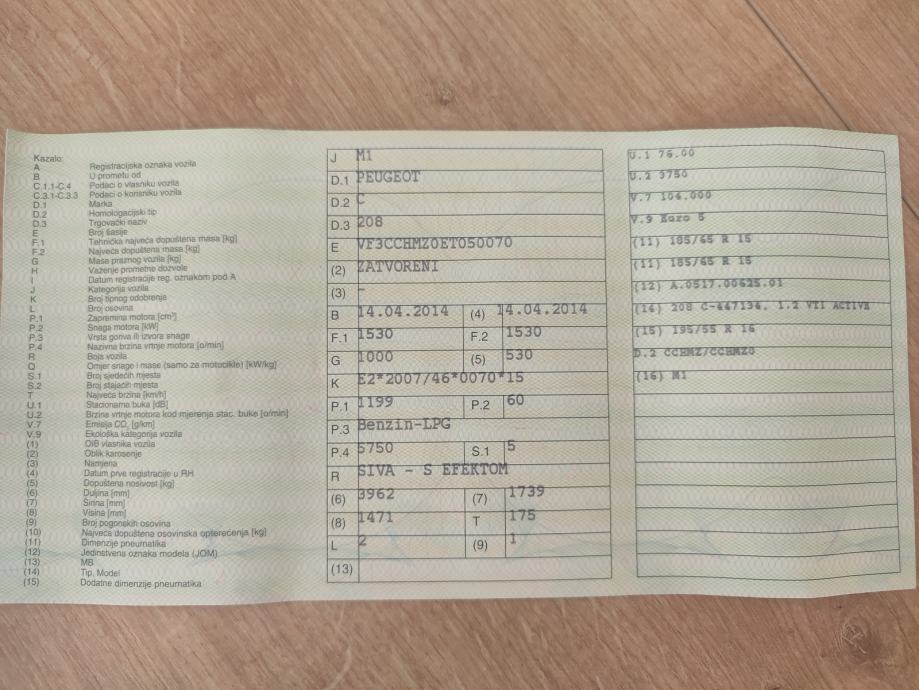 Kazalo:
A Registracijska oznaka vozila
B U prometu od
C.1.1-C.4 Podaci o vlasniku vozila
C.3.1-C.3.3 Podaci o korisniku vozila
D.1 Marka
D.2 Homologacijski tip
D.3 Trgovački naziv
E Broj šasije
F.1 Tehnička najveća dopuštena masa [kg]
F.2 Najveća dopuštena masa [kg]
G Masa praznog vozila [kg]
H Važenje prometne dozvole
I Datum registracije reg. oznakom pod A
J Kategorija vozila
K Broj tipnog odobrenja
L Broj osovina
P.1 Zapremina motora [cm³]
P.2 Snaga motora [kW]
P.3 Vrsta goriva ili izvora snage
P.4 Nazivna brzina vrtnje motora [o/min]
R Boja vozila
Q Omjer snage i mase (samo za motocikle) [kW/kg]
S.1 Broj sjedećih mjesta
S.2 Broj stajaćih mjesta
T Najveća brzina [km/h]
U.1 Stacionarna buka [dB]
U.2 Brzina vrtnje motora kod mjerenja stac. buke [o/min]
V.7 Emisija CO₂ [g/km]
V.9 Ekološka kategorija vozila
(1) OIB vlasnika vozila
(2) Oblik karoserije
(3) Namjena
(4) Datum prve registracije u RH
(5) Dopuštena nosivost [kg]
(6) Duljina [mm]
(7) Širina [mm]
(8) Visina [mm]
(9) Broj pogonskih osovina
(10) Najveća dopuštena osovinska opterećenja [kg]
(11) Dimenzije pneumatika
(12) Jedinstvena oznaka modela (JOM)
(13) MB
(14) Tip, Model
(15) Dodatne dimenzije pneumatika
J M1
D.1 PEUGEOT
D.2 C
D.3 208
E VF3CCHMZ0ET050070
(2) ZATVORENI
(3) -
B 14.04.2014 (4) 14.04.2014
F.1 1530 F.2 1530
G 1000 (5) 530
K E2*2007/46*0070*15
P.1 1199 P.2 60
P.3 Benzin-LPG
P.4 5750 S.1 5
R SIVA - S EFEKTOM
(6) 3962 (7) 1739
(8) 1471 T 175
L 2 (9) 1
(13)
U.1 76.00
U.2 3750
V.7 104.000
V.9 Euro 5
(11) 185/65 R 15
(11) 185/65 R 15
(12) A.0517.00625.01
(14) 208 1.2 VTI ACTIVE
(15) 195/55 R 16
D.2 CCHMZ/CCHMZ0
(16) M1